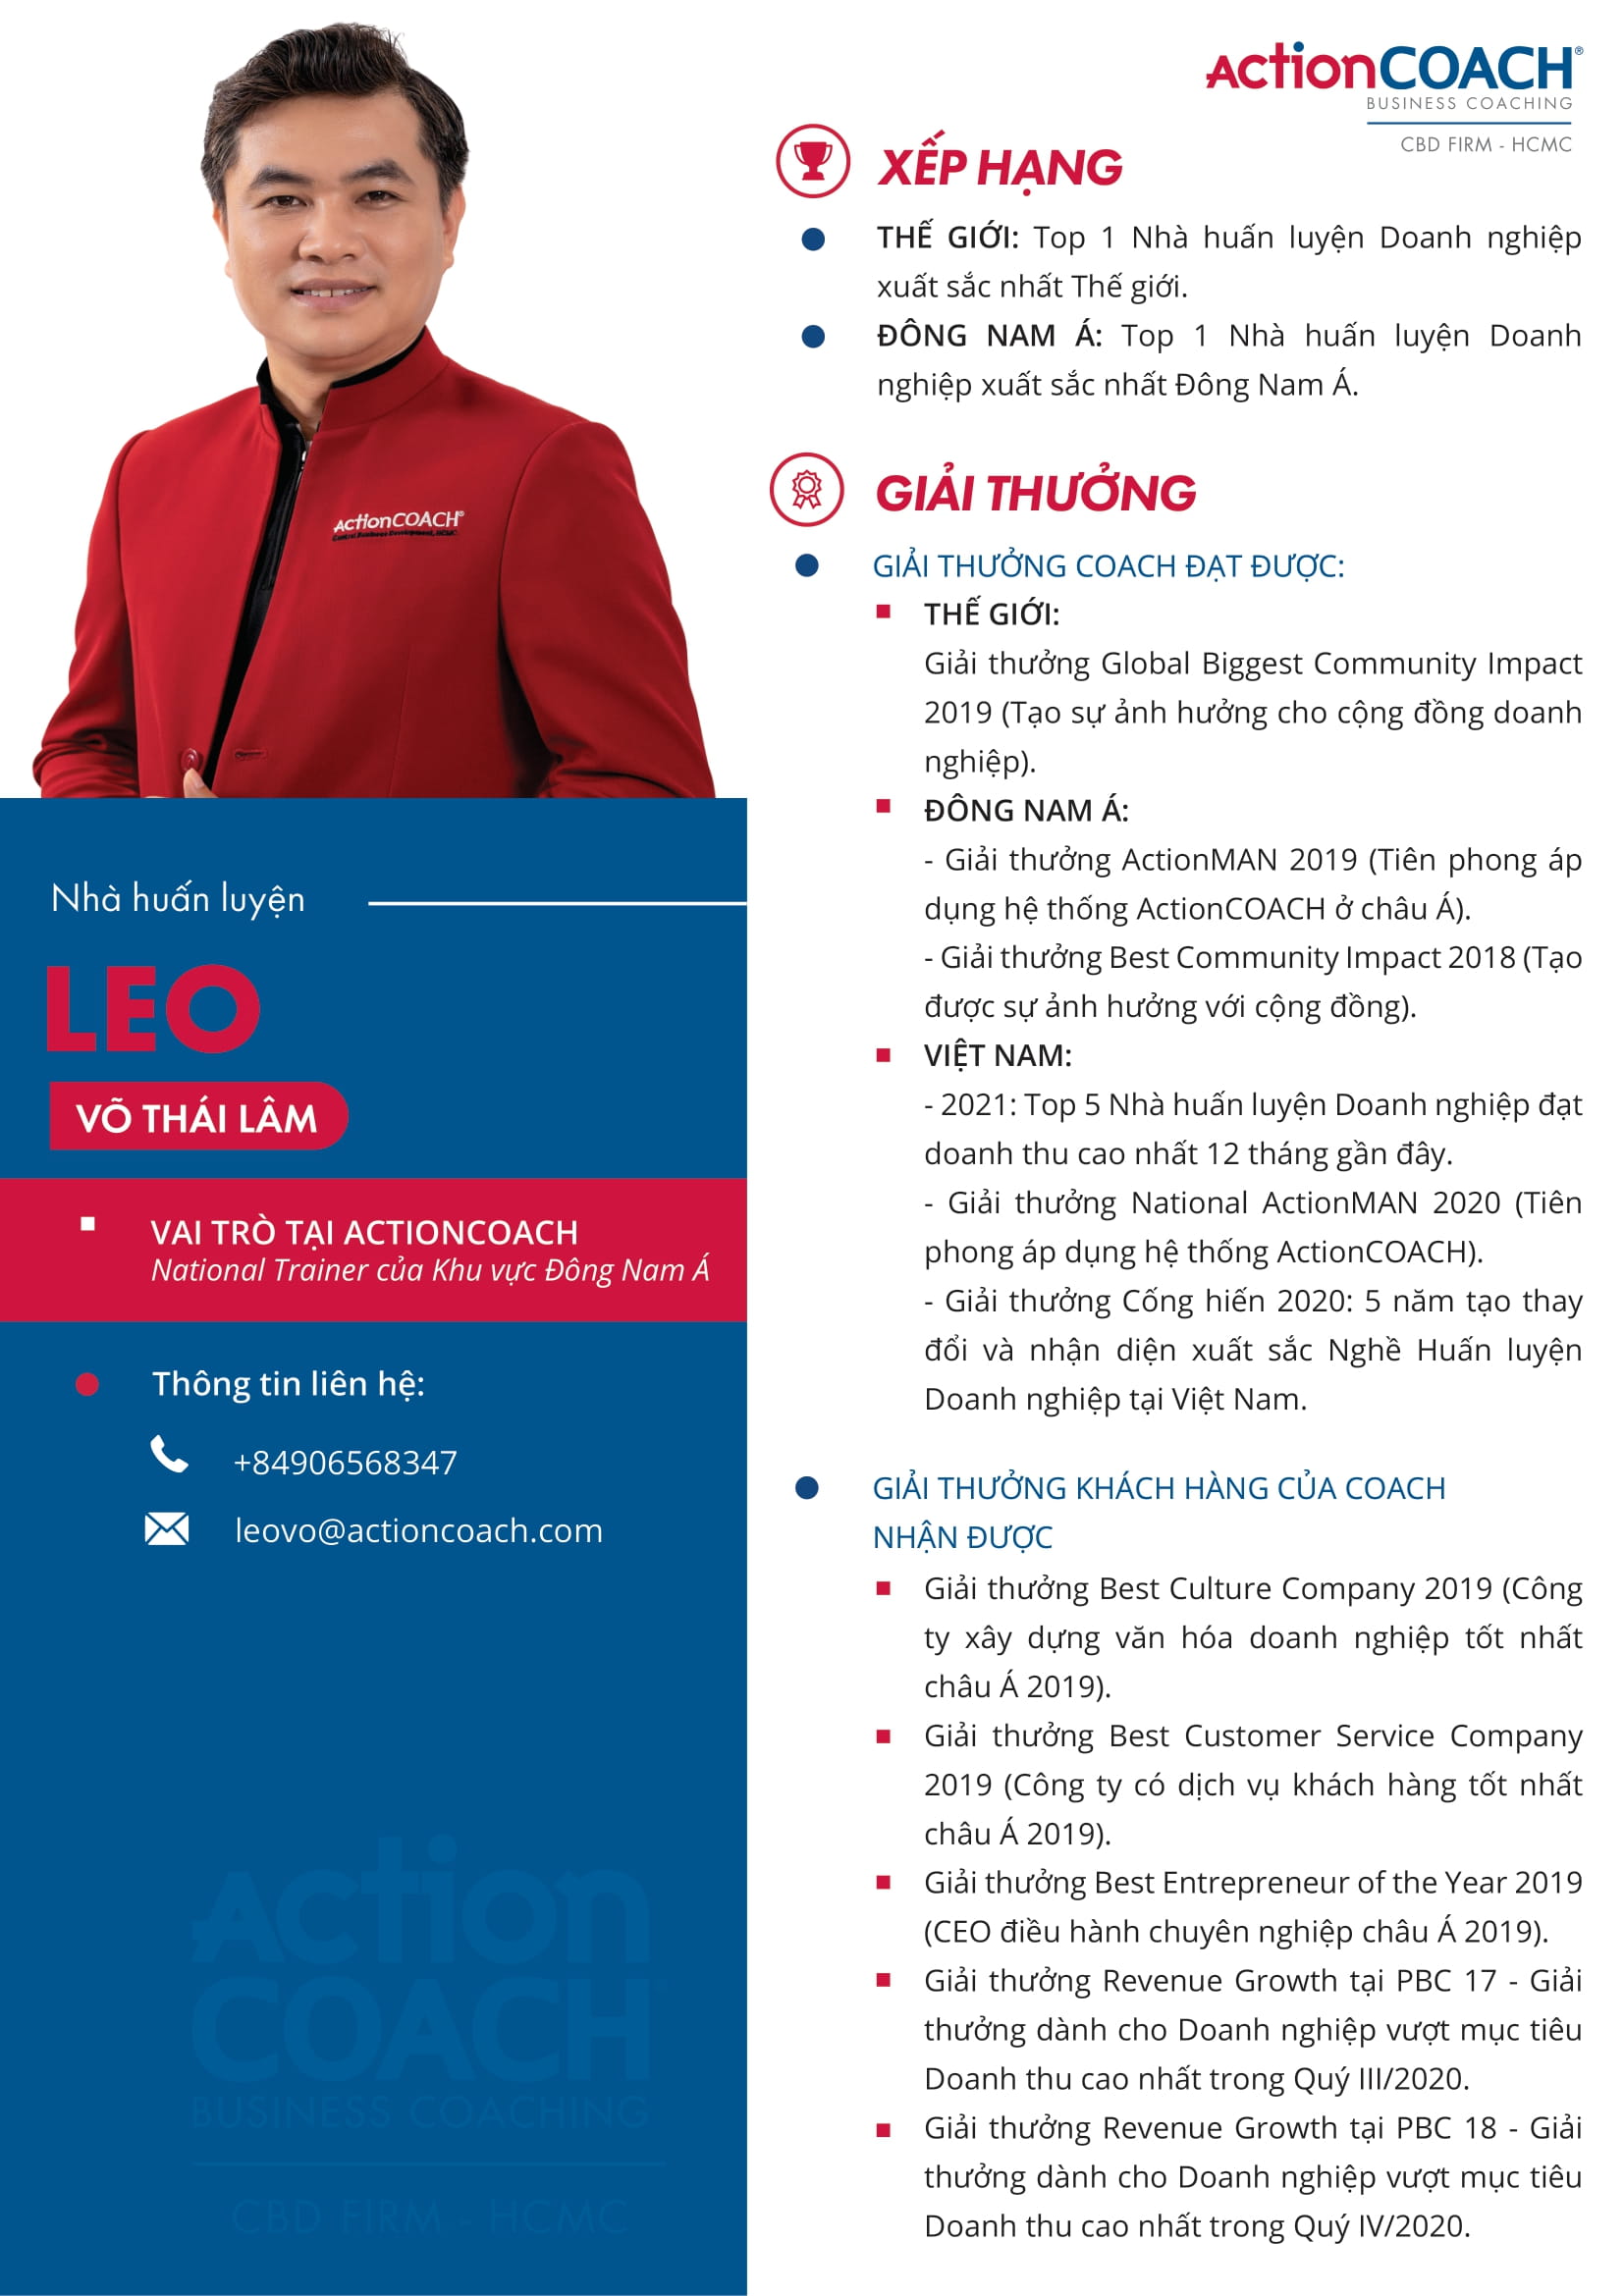 ActionCOACH®
BUSINESS COACHING
CBD FIRM - HCMC
XẾP HẠNG
THẾ GIỚI: Top 1 Nhà huấn luyện Doanh nghiệp
xuất sắc nhất Thế giới.
ĐÔNG NAM Á: Top 1 Nhà huấn luyện Doanh
nghiệp xuất sắc nhất Đông Nam Á.
GIẢI THƯỞNG
GIẢI THƯỞNG COACH ĐẠT ĐƯỢC:
THẾ GIỚI:
Giải thưởng Global Biggest Community Impact
2019 (Tạo sự ảnh hưởng cho cộng đồng doanh
nghiệp).
ĐÔNG NAM Á:
- Giải thưởng ActionMAN 2019 (Tiên phong áp
dụng hệ thống ActionCOACH ở châu Á).
- Giải thưởng Best Community Impact 2018 (Tạo
được sự ảnh hưởng với cộng đồng).
VIỆT NAM:
- 2021: Top 5 Nhà huấn luyện Doanh nghiệp đạt
doanh thu cao nhất 12 tháng gần đây.
- Giải thưởng National ActionMAN 2020 (Tiên
phong áp dụng hệ thống ActionCOACH).
- Giải thưởng Cống hiến 2020: 5 năm tạo thay
đổi và nhận diện xuất sắc Nghề Huấn luyện
Doanh nghiệp tại Việt Nam.
GIẢI THƯỞNG KHÁCH HÀNG CỦA COACH
NHẬN ĐƯỢC
Giải thưởng Best Culture Company 2019 (Công
ty xây dựng văn hóa doanh nghiệp tốt nhất
châu Á 2019).
Giải thưởng Best Customer Service Company
2019 (Công ty có dịch vụ khách hàng tốt nhất
châu Á 2019).
Giải thưởng Best Entrepreneur of the Year 2019
(CEO điều hành chuyên nghiệp châu Á 2019).
Giải thưởng Revenue Growth tại PBC 17 - Giải
thưởng dành cho Doanh nghiệp vượt mục tiêu
Doanh thu cao nhất trong Quý III/2020.
Giải thưởng Revenue Growth tại PBC 18 - Giải
thưởng dành cho Doanh nghiệp vượt mục tiêu
Doanh thu cao nhất trong Quý IV/2020.
ActionCOACH®
Central Business Development, HCMC
Nhà huấn luyện
LEO
VÕ THÁI LÂM
VAI TRÒ TẠI ACTIONCOACH
National Trainer của Khu vực Đông Nam Á
Thông tin liên hệ:
+84906568347
leovo@actioncoach.com
Action
COACH
BUSINESS COACHING
CBD FIRM - HCMC